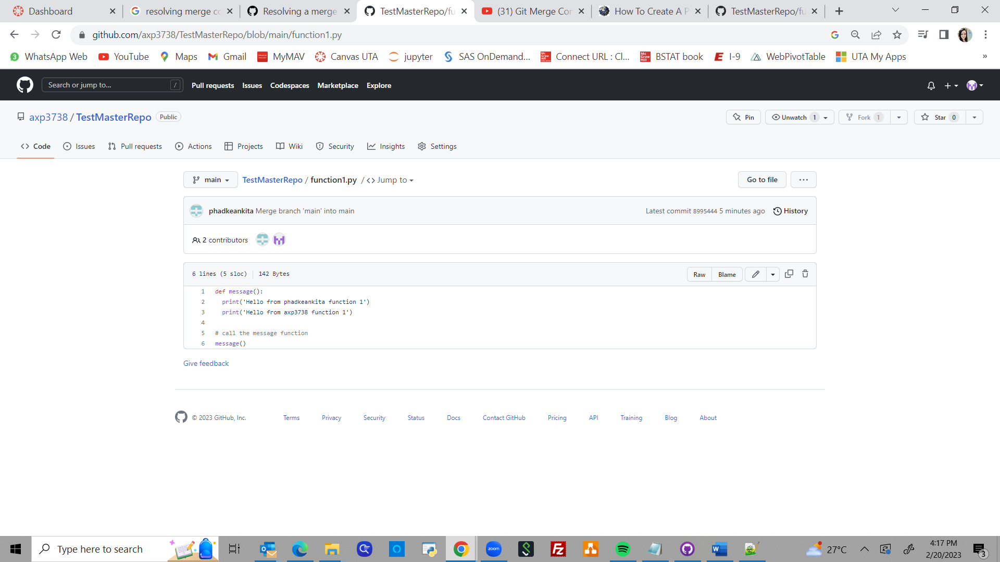 Dashboard
resolving merge co
Resolving a merge
TestMasterRepo/fu
(31) Git Merge Con
How To Create A P
TestMasterRepo/fu
github.com/axp3738/TestMasterRepo/blob/main/function1.py
WhatsApp Web
YouTube
Maps
Gmail
MyMAV
Canvas UTA
jupyter
SAS OnDemand...
Connect URL : Cl...
BSTAT book
I-9
WebPivotTable
UTA My Apps
»
Search or jump to... /
Pull requests
Issues
Codespaces
Marketplace
Explore
axp3738 / TestMasterRepo Public
Pin
Unwatch 1
Fork 1
Star 0
Code
Issues
Pull requests
Actions
Projects
Wiki
Security
Insights
Settings
main
TestMasterRepo / function1.py / <> Jump to
Go to file
...
phadkeankita Merge branch 'main' into main
Latest commit 8995444 5 minutes ago
History
2 contributors
6 lines (5 sloc) 142 Bytes
Raw
Blame
1 def message():
2 print('Hello from phadkeankita function 1')
3 print('Hello from axp3738 function 1')
4
5 # call the message function
6 message()
Give feedback
© 2023 GitHub, Inc.
Terms
Privacy
Security
Status
Docs
Contact GitHub
Pricing
API
Training
Blog
About
Type here to search
zoom
27°C
4:17 PM
2/20/2023
3